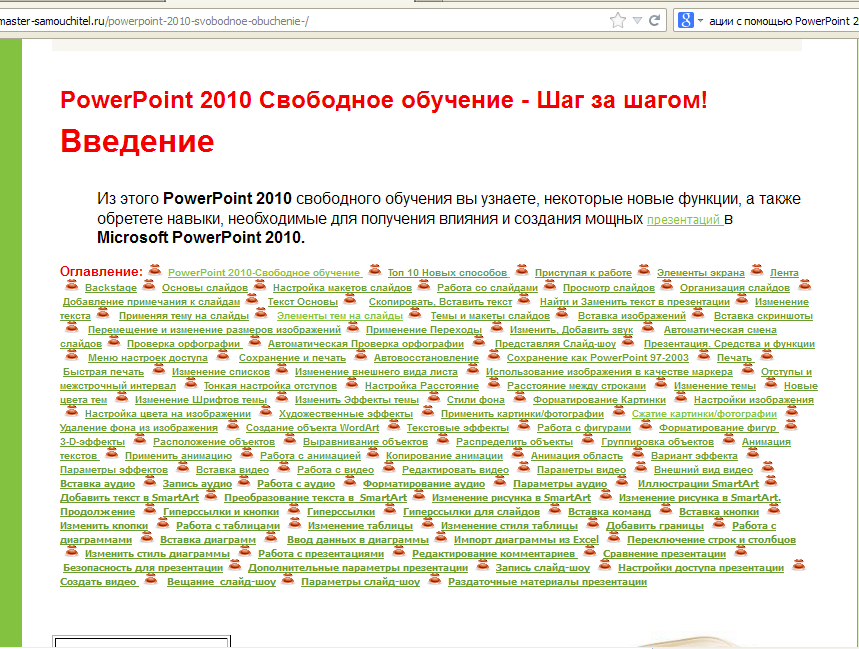 master-samouchitel.ru/powerpoint-2010-svobodnoe-obuchenie-/ ации с помощью PowerPoint 2
PowerPoint 2010 Свободное обучение - Шаг за шагом!
Введение
Из этого PowerPoint 2010 свободного обучения вы узнаете, некоторые новые функции, а также
обретете навыки, необходимые для получения влияния и создания мощных презентаций в
Microsoft PowerPoint 2010.
Оглавление: PowerPoint 2010-Свободное обучение Топ 10 Новых способов Приступая к работе Элементы экрана Лента
Backstage Основы слайдов Настройка макетов слайдов Работа со слайдами Просмотр слайдов Организация слайдов
Добавление примечания к слайдам Текст Основы Скопировать, Вставить текст Найти и Заменить текст в презентации Изменение
текста Применяя тему на слайды Элементы тем на слайды Темы и макеты слайдов Вставка изображений Вставка скриншоты
Перемещение и изменение размеров изображений Применение Переходы Изменить, Добавить звук Автоматическая смена
слайдов Проверка орфографии Автоматическая Проверка орфографии Представляя Слайд-шоу Презентация. Средства и функции
Меню настроек доступа Сохранение и печать Автовосстановление Сохранение как PowerPoint 97-2003 Печать
Быстрая печать Изменение списков Изменение внешнего вида листа Использование изображения в качестве маркера Отступы и
межстрочный интервал Тонкая настройка отступов Настройка Расстояние Расстояние между строками Изменение темы Новые
цвета тем Изменение Шрифтов темы Изменить Эффекты темы Стили фона Форматирование Картинки Настройки изображения
Настройка цвета на изображении Художественные эффекты Применить картинки/фотографии Сжатие картинки/фотографии
Удаление фона из изображения Создание объекта WordArt Текстовые эффекты Работа с фигурами Форматирование фигур
3-D-эффекты Расположение объектов Выравнивание объектов Распределить объекты Группировка объектов Анимация
текстов Применить анимацию Работа с анимацией Копирование анимации Анимация область Вариант эффекта
Параметры эффектов Вставка видео Работа с видео Редактировать видео Параметры видео Внешний вид видео
Вставка аудио Запись аудио Работа с аудио Форматирование аудио Параметры аудио Иллюстрации SmartArt
Добавить текст в SmartArt Преобразование текста в SmartArt Изменение рисунка в SmartArt Изменение рисунка в SmartArt.
Продолжение Гиперссылки и кнопки Гиперссылки Гиперссылки для слайдов Вставка команд Вставка кнопки
Изменить кпопки Работа с таблицами Изменение таблицы Изменение стиля таблицы Добавить границы Работа с
диаграммами Вставка диаграмм Ввод данных в диаграммы Импорт диаграммы из Excel Переключение строк и столбцов
Изменить стиль диаграммы Работа с презентациями Редактирование комментариев Сравнение презентации
Безопасность для презентации Дополнительные параметры презентации Запись слайд-шоу Настройки доступа презентации
Создать видео Вещание слайд-шоу Параметры слайд-шоу Раздаточные материалы презентации